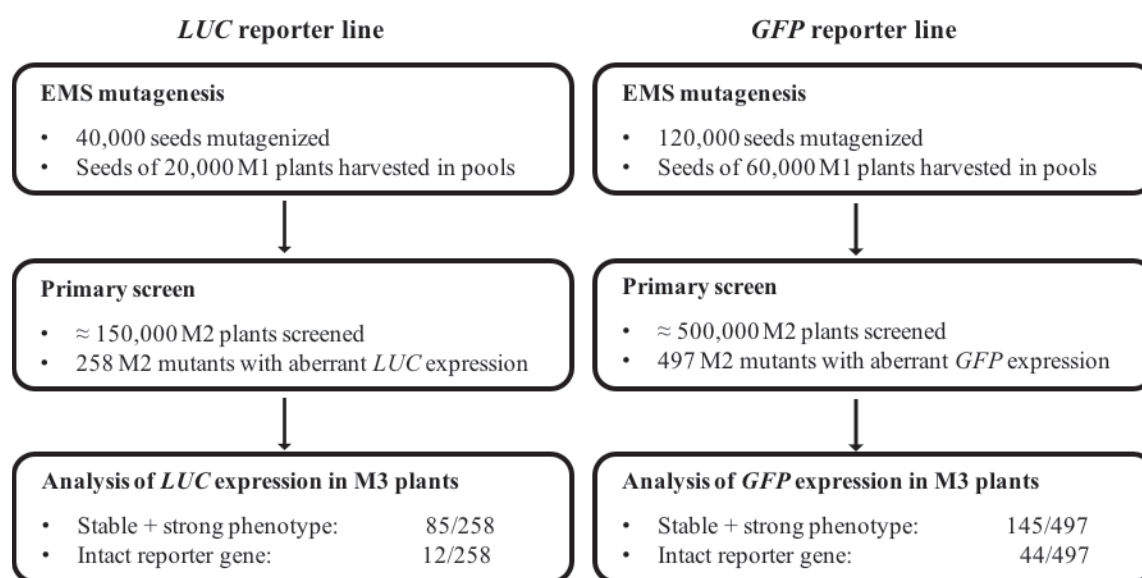 LUC reporter line
EMS mutagenesis
• 40,000 seeds mutagenized
• Seeds of 20,000 M1 plants harvested in pools
Primary screen
• ≈ 150,000 M2 plants screened
• 258 M2 mutants with aberrant LUC expression
Analysis of LUC expression in M3 plants
• Stable + strong phenotype: 85/258
• Intact reporter gene: 12/258
GFP reporter line
EMS mutagenesis
• 120,000 seeds mutagenized
• Seeds of 60,000 M1 plants harvested in pools
Primary screen
• ≈ 500,000 M2 plants screened
• 497 M2 mutants with aberrant GFP expression
Analysis of GFP expression in M3 plants
• Stable + strong phenotype: 145/497
• Intact reporter gene: 44/497